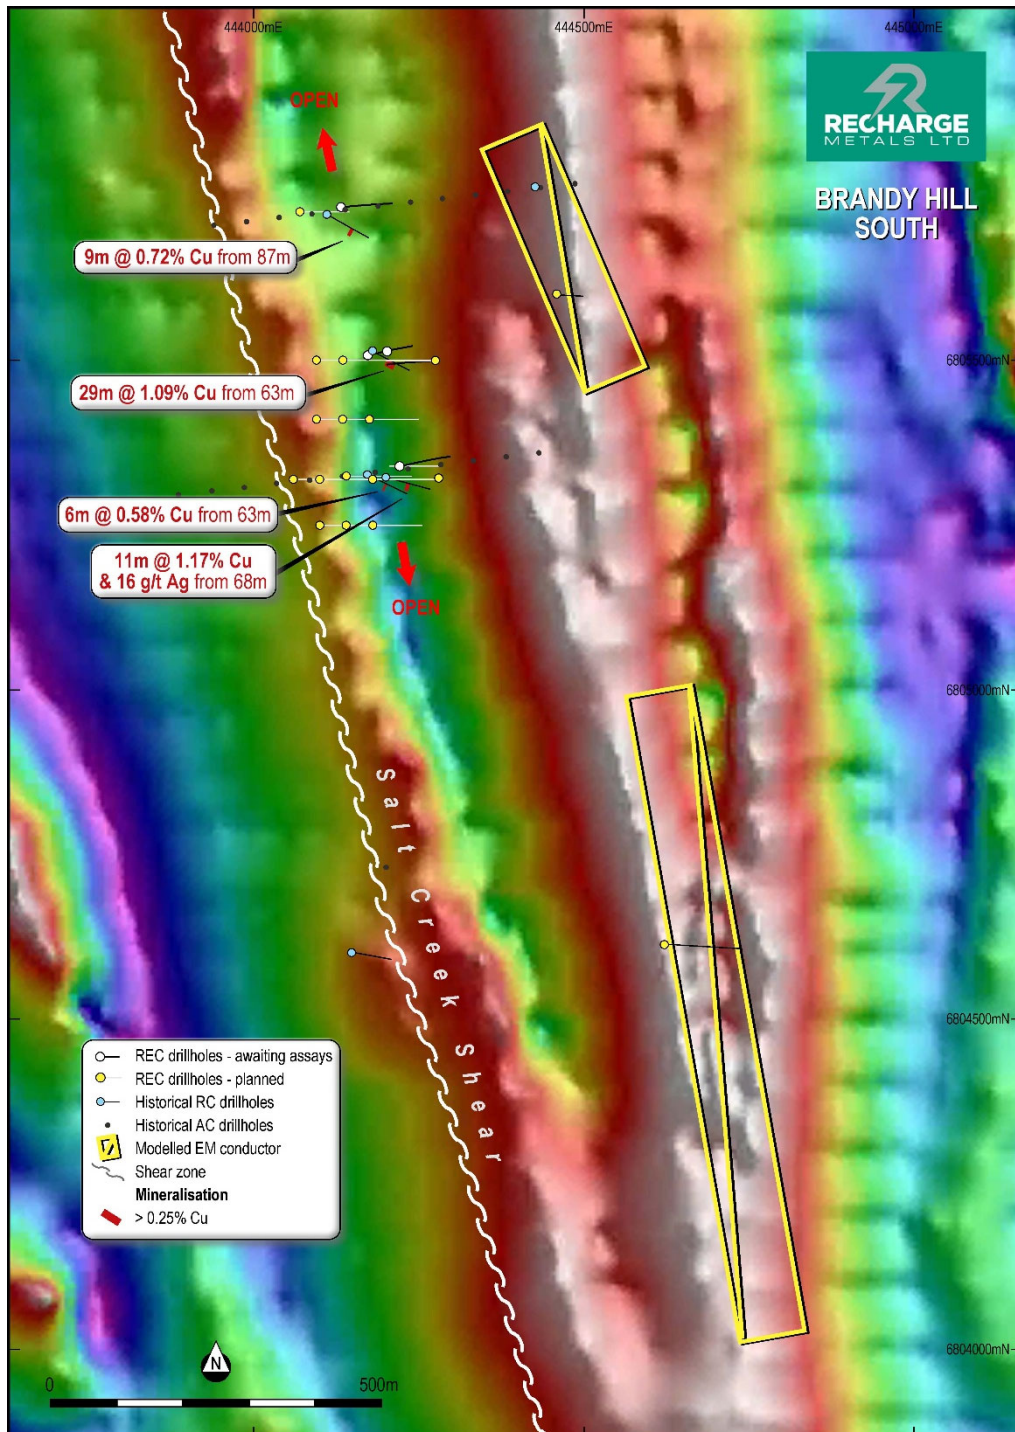 444000mE
444500mE
445000mE
RECHARGE
METALS LTD
BRANDY HILL
SOUTH
OPEN
9m @ 0.72% Cu from 87m
6805500mN
29m @ 1.09% Cu from 63m
6m @ 0.58% Cu from 63m
11m @ 1.17% Cu
& 16 g/t Ag from 68m
OPEN
6805000mN
Salt Creek Shear
6804500mN
REC drillholes - awaiting assays
REC drillholes - planned
Historical RC drillholes
Historical AC drillholes
Modelled EM conductor
Shear zone
Mineralisation
> 0.25% Cu
6804000mN
N
0
500m